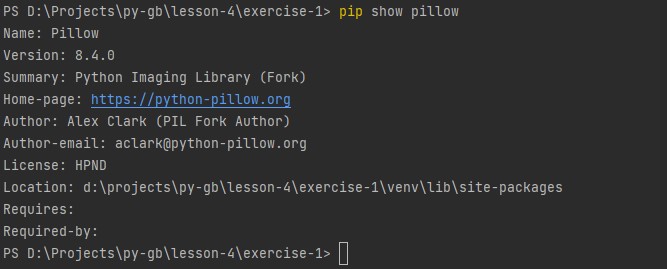 PS D:\Projects\py-gb\lesson-4\exercise-1> pip show pillow
Name: Pillow
Version: 8.4.0
Summary: Python Imaging Library (Fork)
Home-page: https://python-pillow.org
Author: Alex Clark (PIL Fork Author)
Author-email: aclark@python-pillow.org
License: HPND
Location: d:\projects\py-gb\lesson-4\exercise-1\venv\lib\site-packages
Requires:
Required-by:
PS D:\Projects\py-gb\lesson-4\exercise-1>